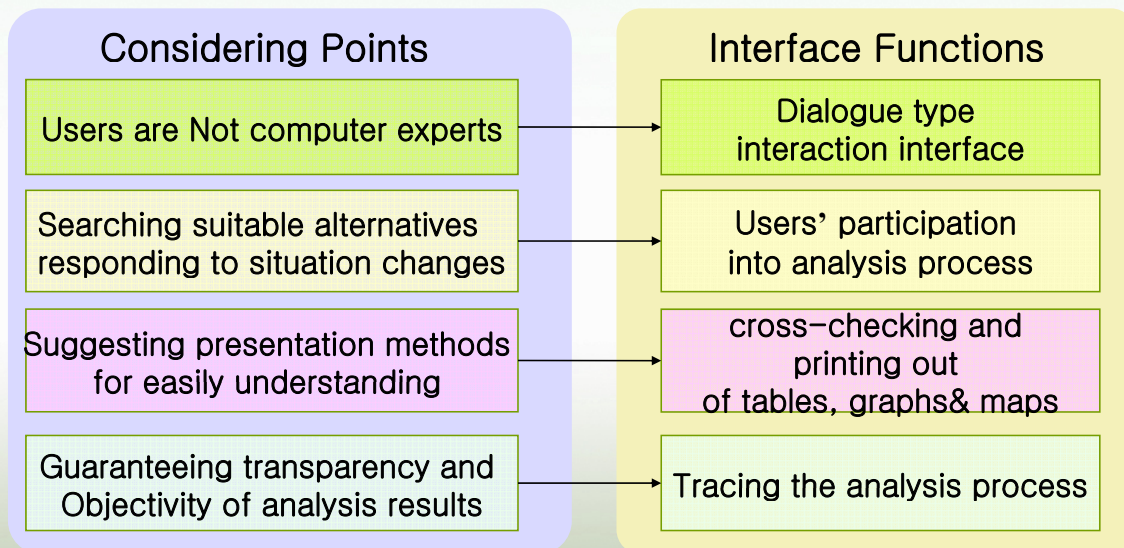 Considering Points
Users are Not computer experts
Searching suitable alternatives
responding to situation changes
Suggesting presentation methods
for easily understanding
Guaranteeing transparency and
Objectivity of analysis results
Interface Functions
Dialogue type
interaction interface
Users’ participation
into analysis process
cross-checking and
printing out
of tables, graphs& maps
Tracing the analysis process